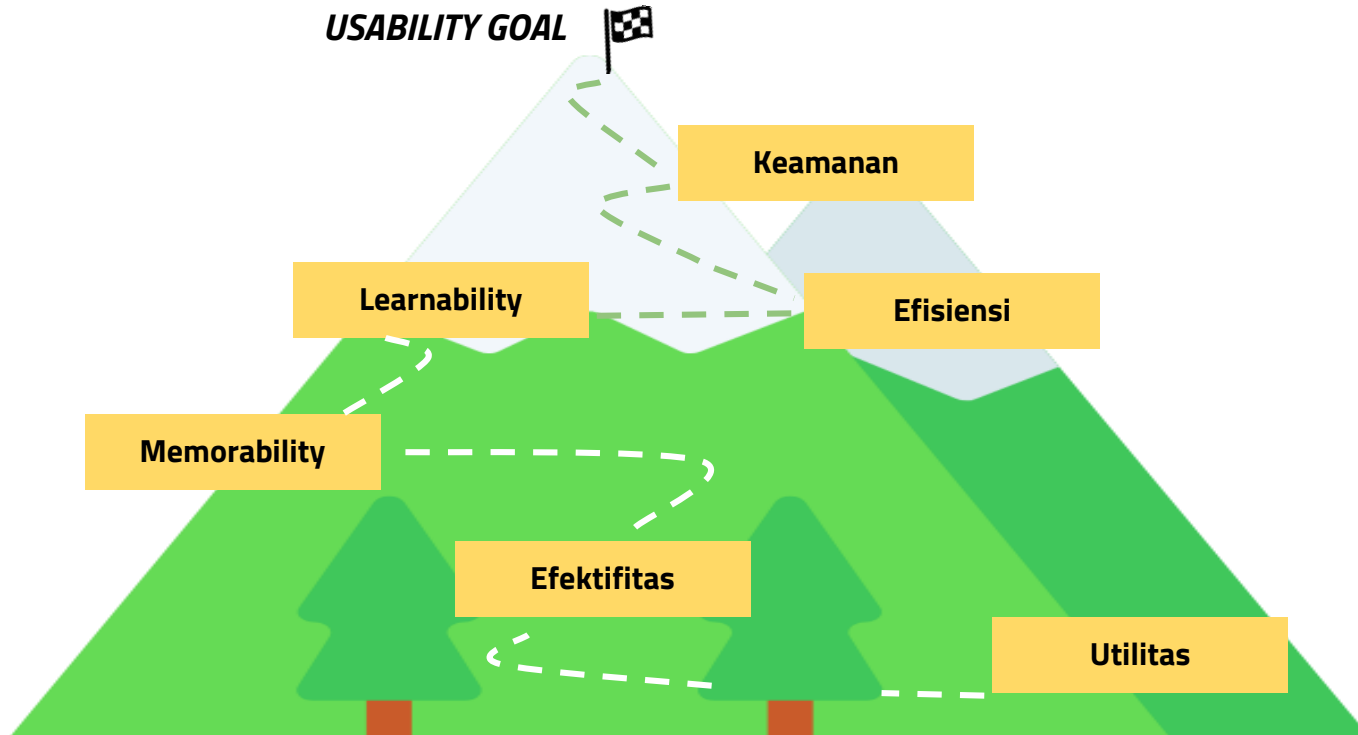 USABILITY GOAL
Keamanan
Learnability
Efisiensi
Memorability
Efektifitas
Utilitas